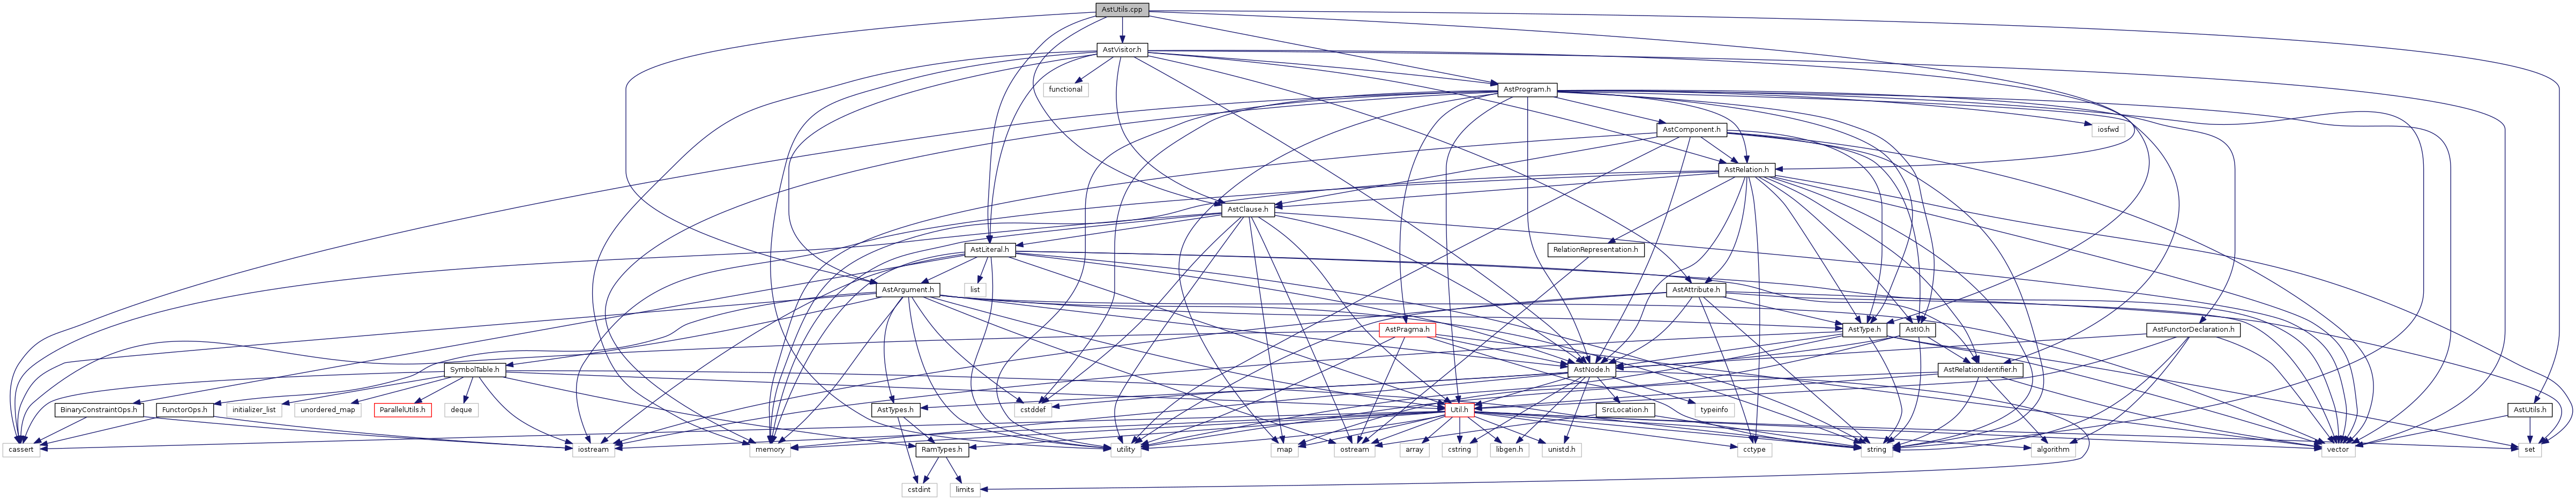 AstUtils.cpp
AstVisitor.h
functional
AstProgram.h
AstComponent.h
iosfwd
AstRelation.h
AstClause.h
AstLiteral.h
RelationRepresentation.h
AstArgument.h
list
AstAttribute.h
AstPragma.h
AstType.h
AstIO.h
AstFunctorDeclaration.h
SymbolTable.h
AstNode.h
AstRelationIdentifier.h
BinaryConstraintOps.h
FunctorOps.h
initializer_list
unordered_map
ParallelUtils.h
deque
AstTypes.h
cstddef
Util.h
SrcLocation.h
typeinfo
AstUtils.h
cassert
iostream
memory
RamTypes.h
utility
map
ostream
array
cstring
libgen.h
unistd.h
cctype
string
algorithm
vector
set
cstdint
limits